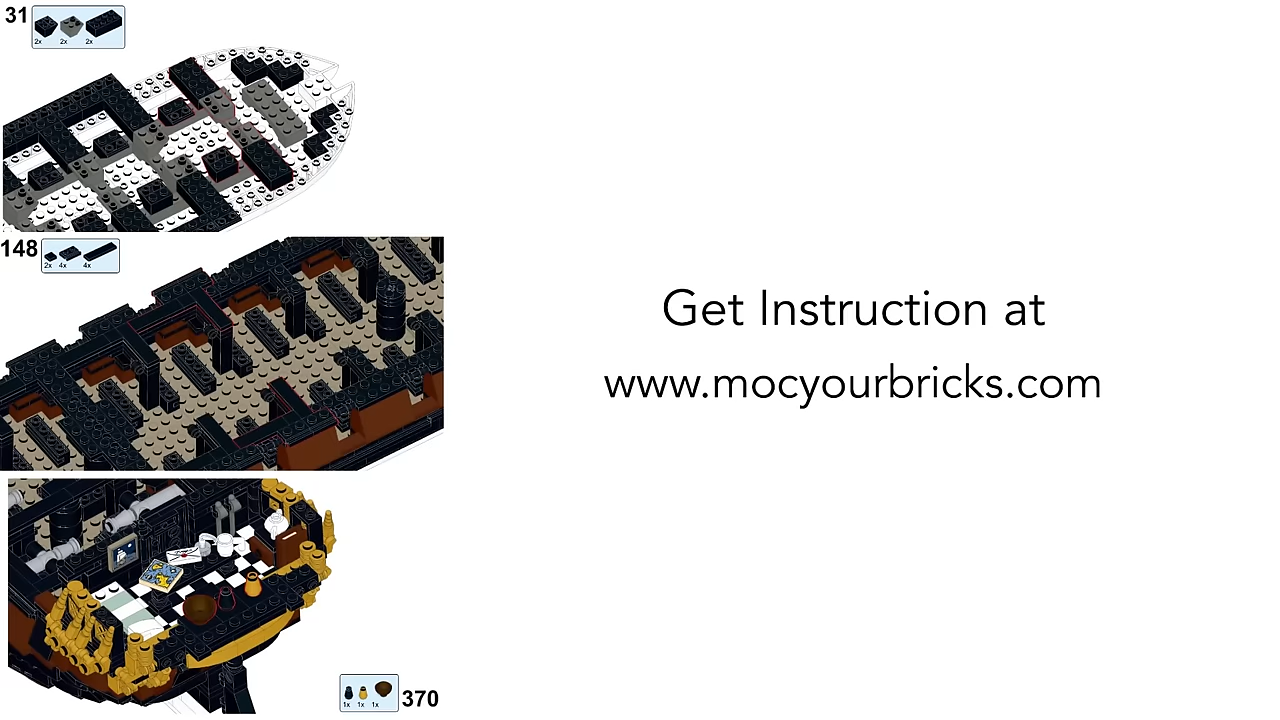 31
2x 2x 2x
148
2x 4x 4x
Get Instruction at
www.mocyourbricks.com
1x 1x 1x
370